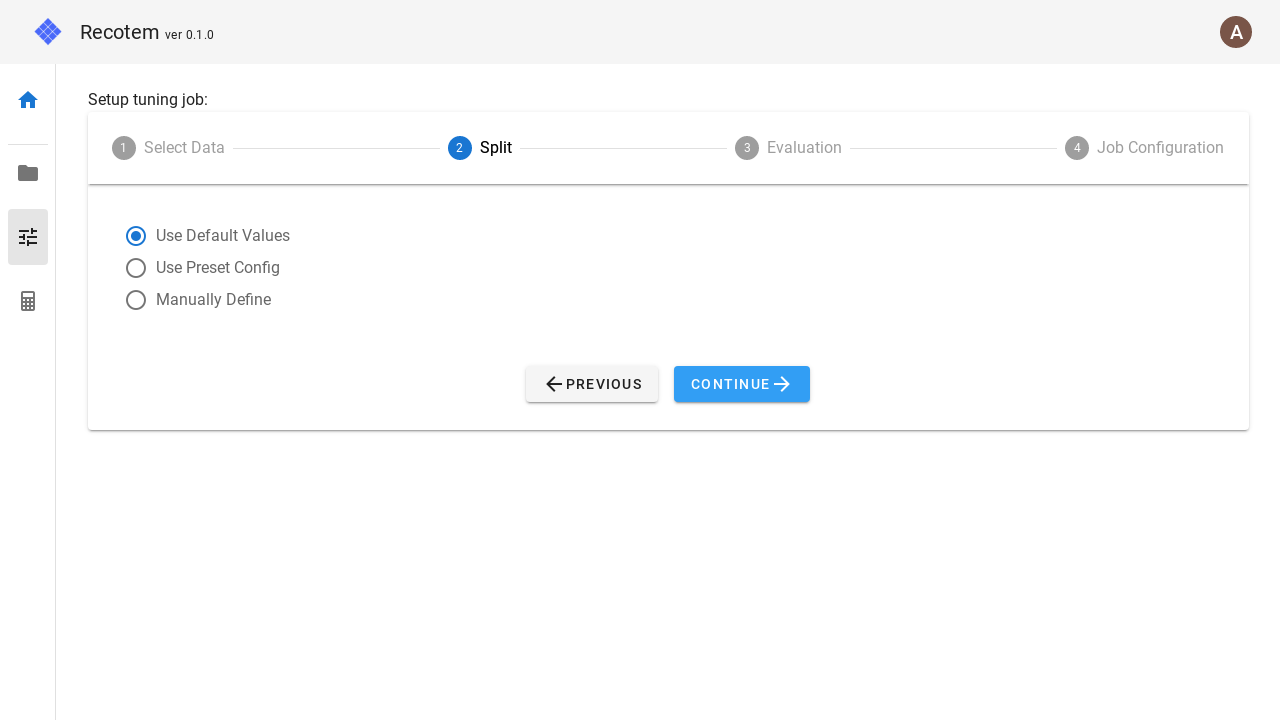 Recotem ver 0.1.0
A
Setup tuning job:
1 Select Data
2 Split
3 Evaluation
4 Job Configuration
Use Default Values
Use Preset Config
Manually Define
PREVIOUS
CONTINUE